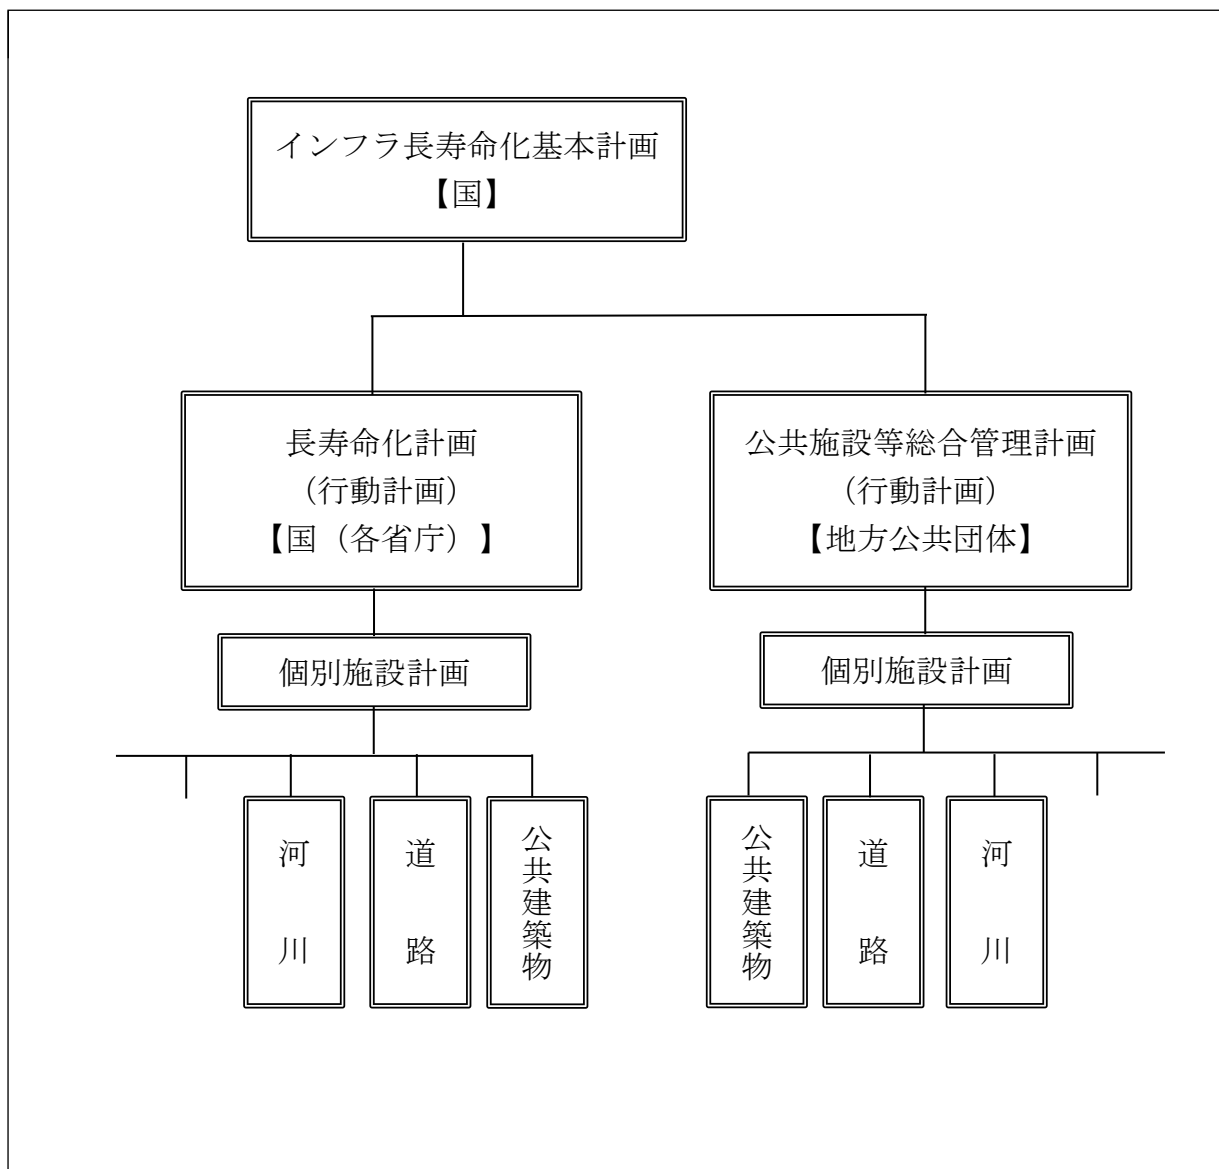 インフラ長寿命化基本計画
【国】
長寿命化計画
（行動計画）
【国（各省庁）】
公共施設等総合管理計画
（行動計画）
【地方公共団体】
個別施設計画
個別施設計画
河川
道路
公共建築物
公共建築物
道路
河川